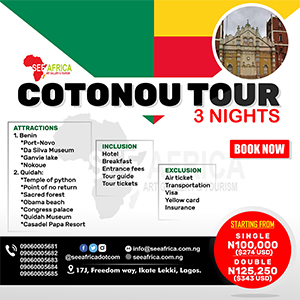 SEE AFRICA
COTONOU TOUR
3 NIGHTS
BOOK NOW
ATTRACTIONS
1. Benin
*Port-Novo
*Da Silva Museum
*Ganvie lake
*Nokoue
2. Quidah:
*Temple of python
*Point of no return
*Sacred forest
*Obama beach
*Congress palace
*Quidah Museum
*Casadel Papa Resort
INCLUSION
Hotel
Breakfast
Entrance fees
Tour guide
Tour tickets
EXCLUSION
Air ticket
Transportation
Visa
Yellow card
Insurance
STARTING FROM
SINGLE
N100,000
($274 USD)
DOUBLE
N125,250
($343 USD)
09060005681
09060005682
09060005683
09060005684
09060005685
@seeafricadotcom
info@seeafrica.com.ng
seeafrica.com.ng
173, Freedom way, Ikate Lekki, Lagos.